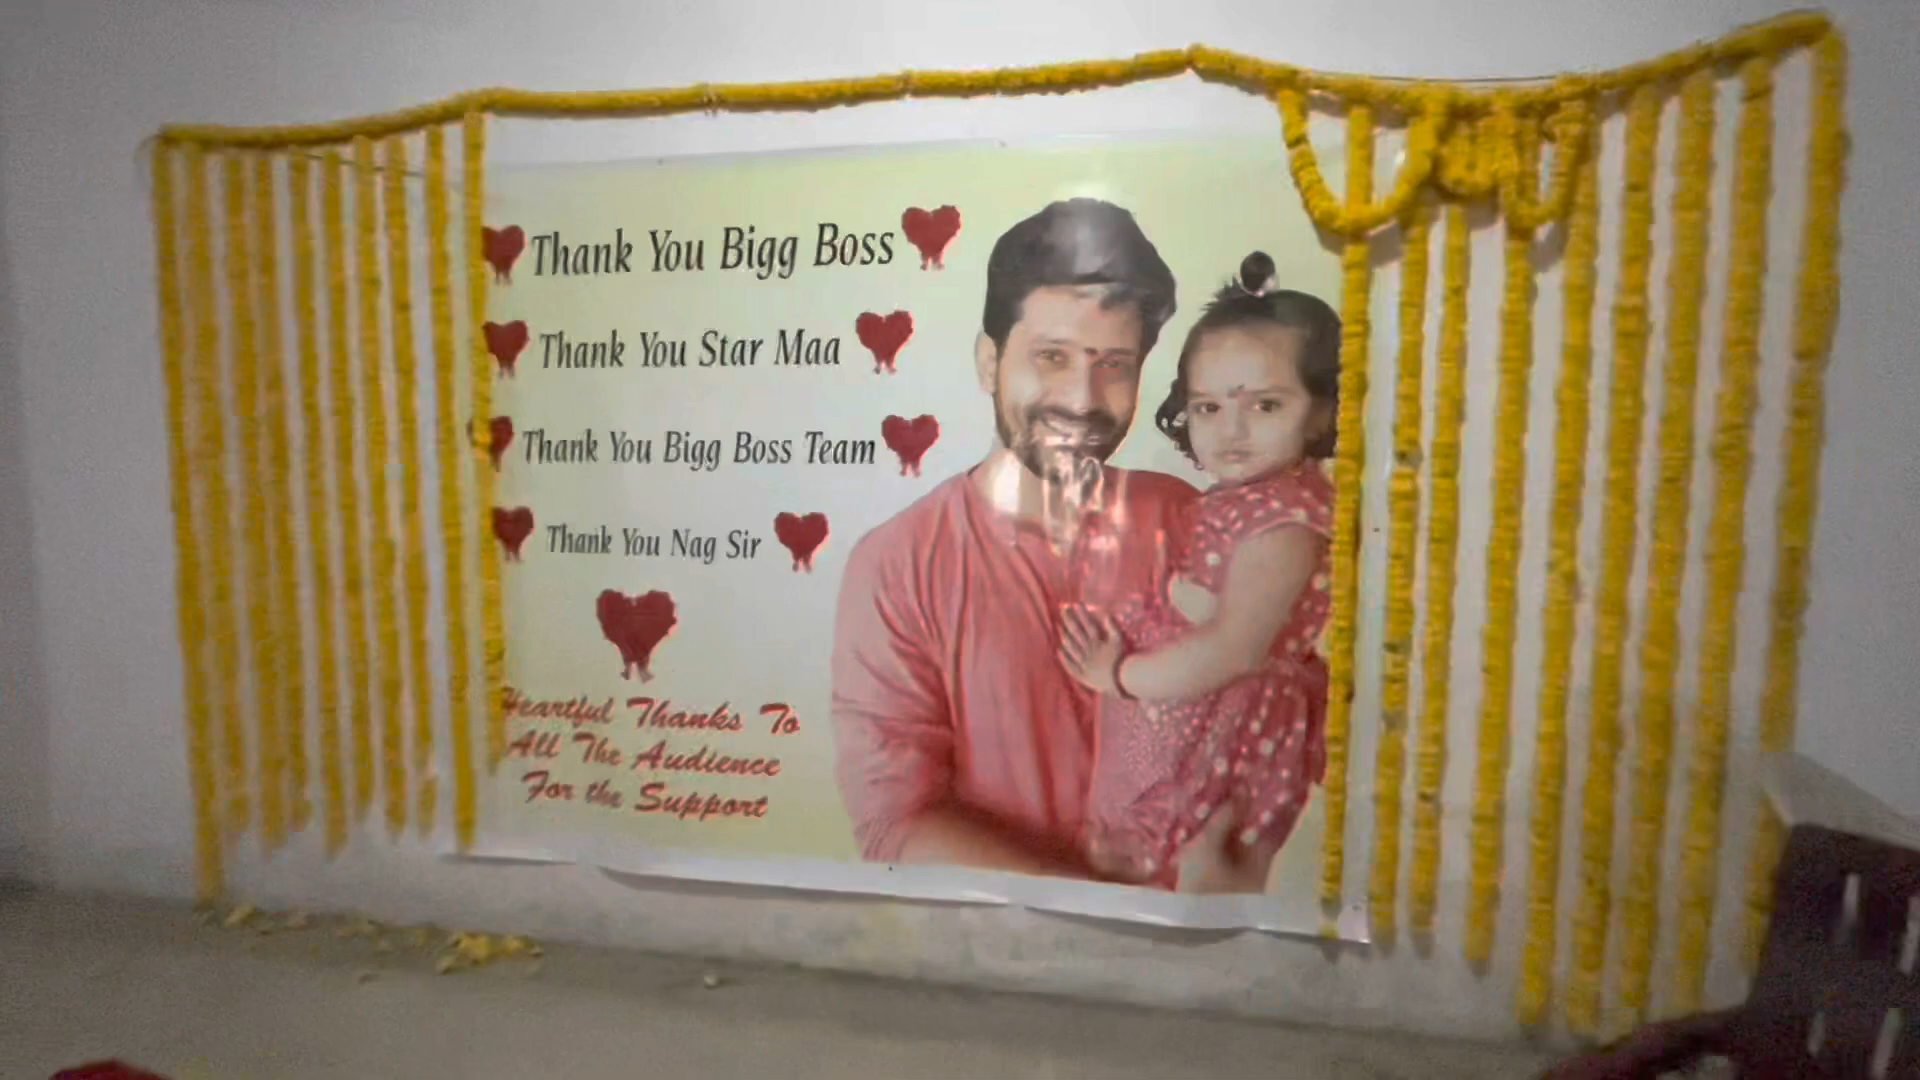 Thank You Bigg Boss
Thank You Star Maa
Thank You Bigg Boss Team
Thank You Nag Sir
Heartful Thanks To
All The Audience
For the Support